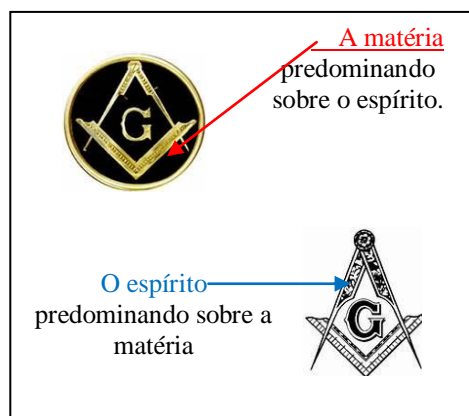 A matéria
predominando
sobre o espírito.
G
O espírito
predominando sobre a
matéria
G